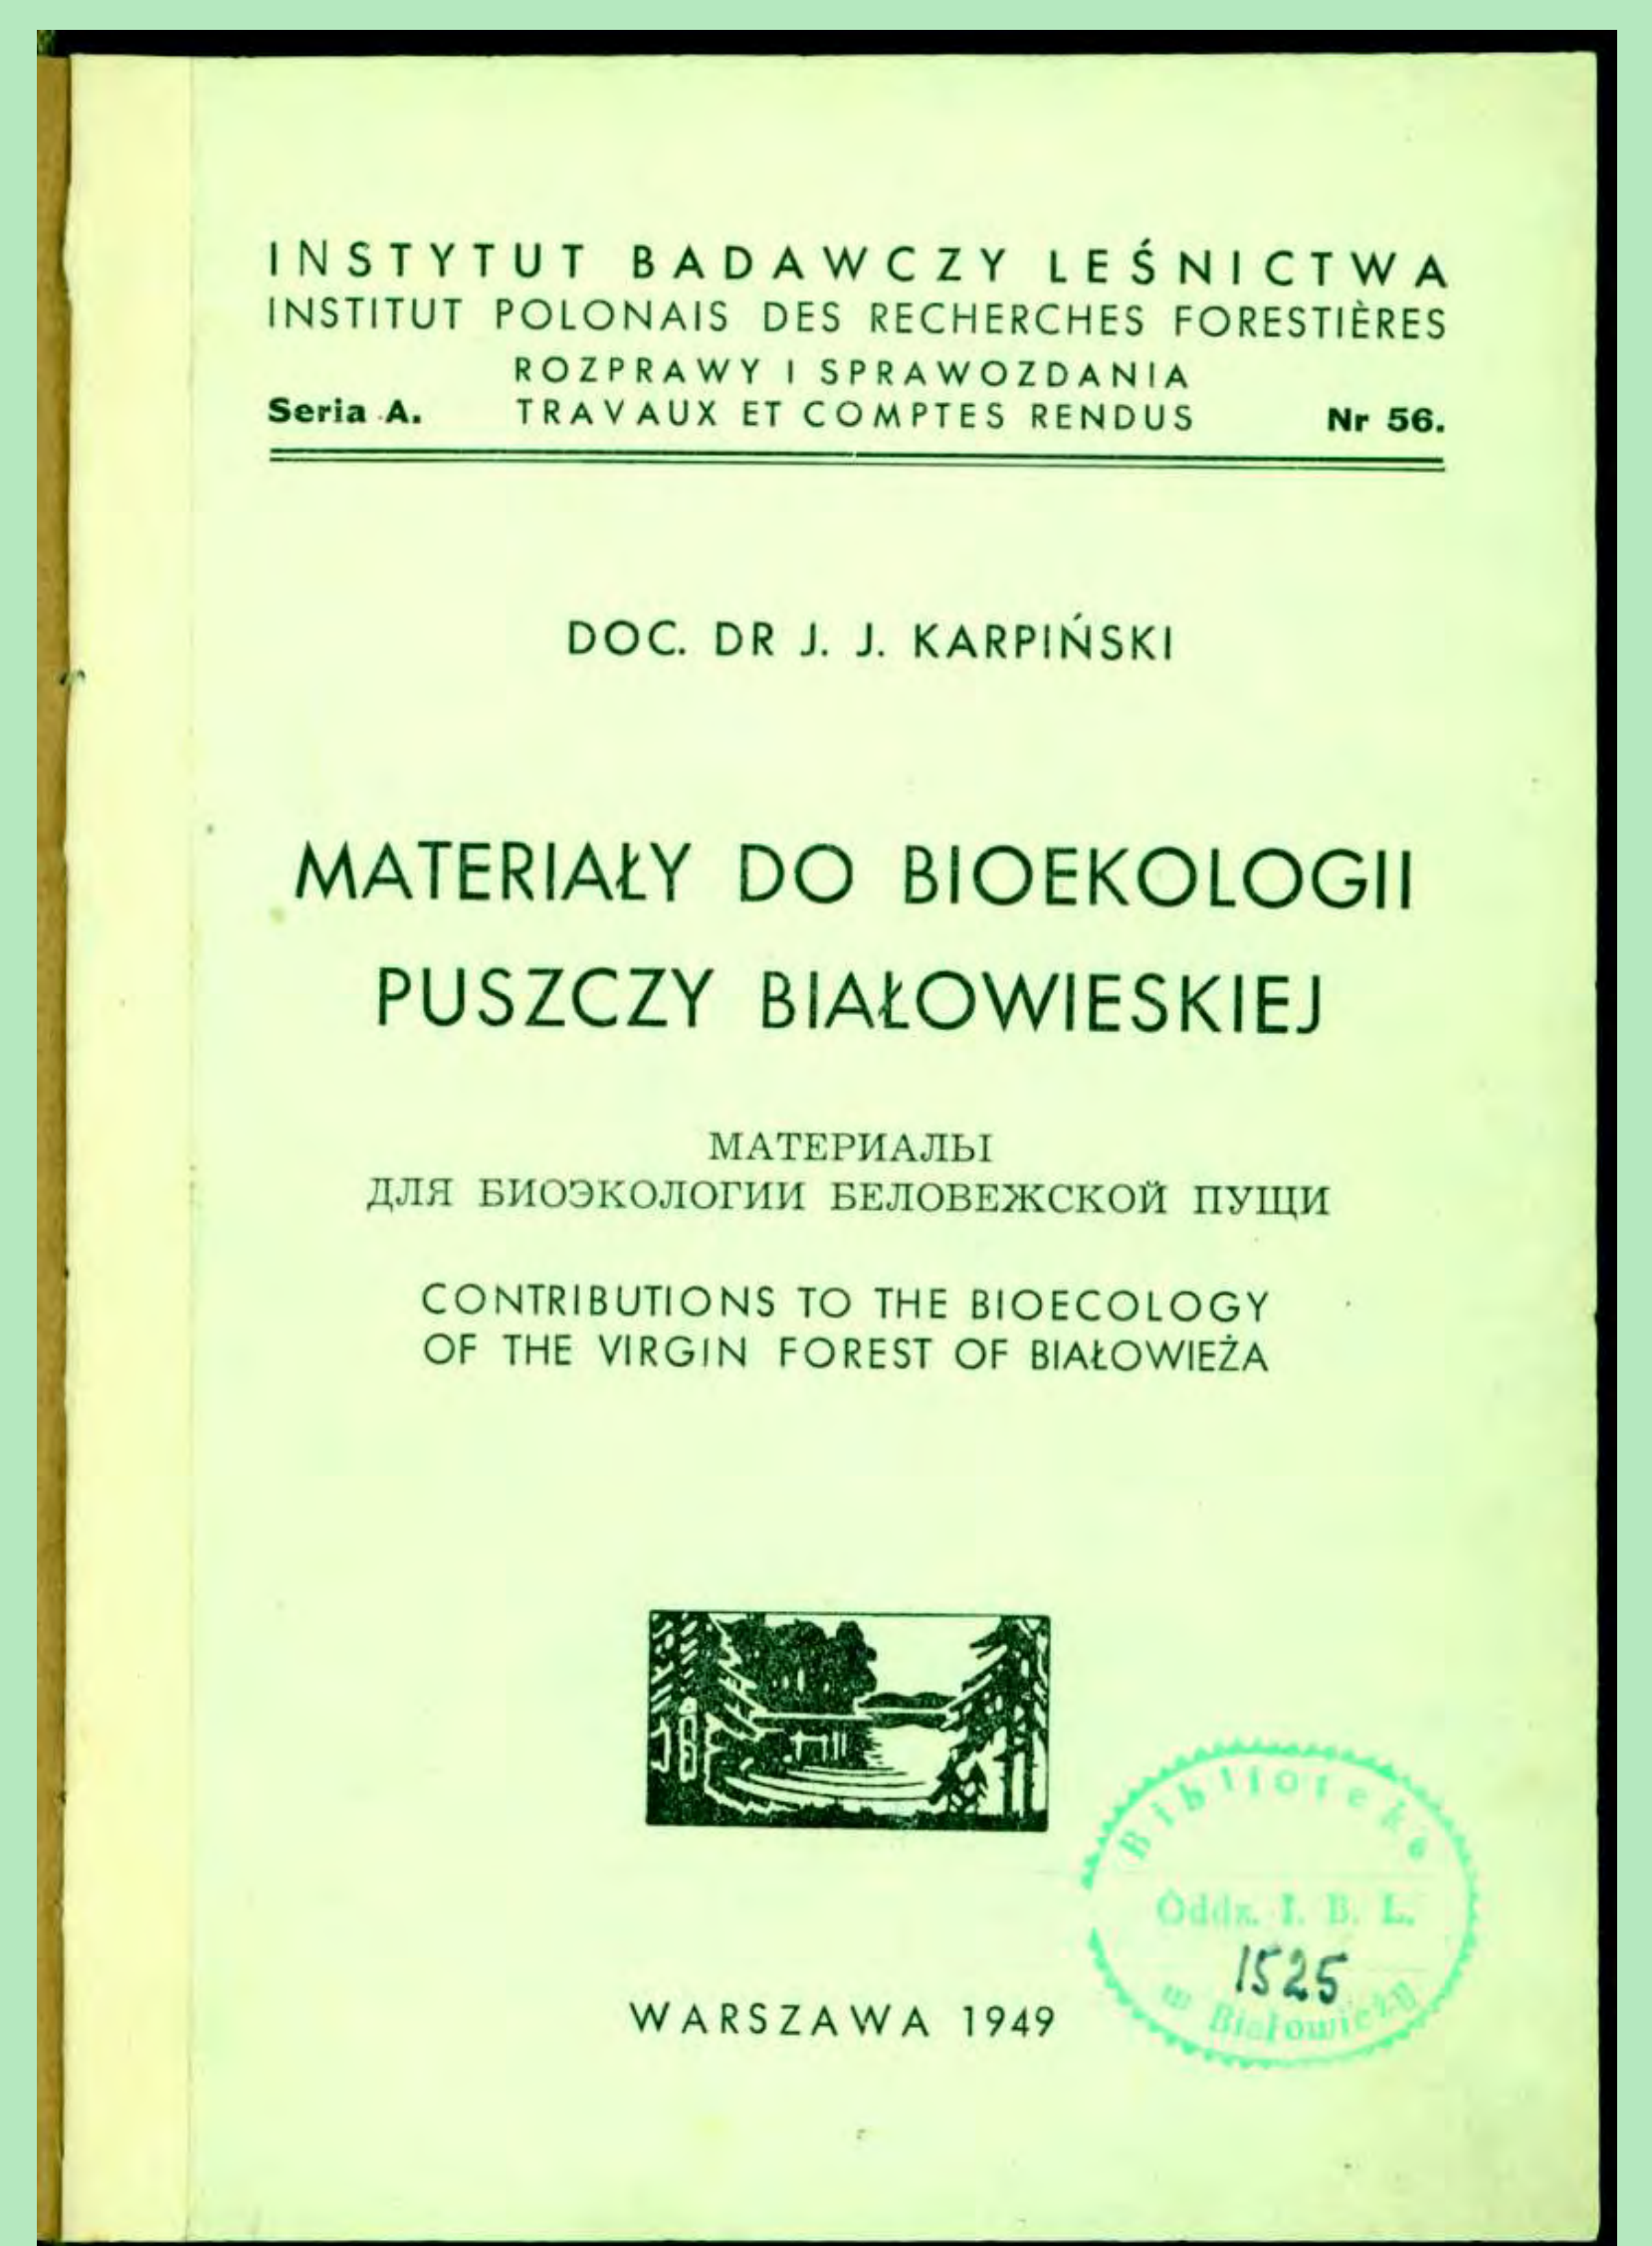 INSTYTUT BADAWCZY LEŚNICTWA
INSTITUT POLONAIS DES RECHERCHES FORESTIÈRES
ROZPRAWY I SPRAWOZDANIA
Seria A. TRAVAUX ET COMPTES RENDUS Nr 56.
DOC. DR J. J. KARPIŃSKI
MATERIAŁY DO BIOEKOLOGII
PUSZCZY BIAŁOWIESKIEJ
МАТЕРИАЛЫ
ДЛЯ БИОЭКОЛОГИИ БЕЛОВЕЖСКОЙ ПУЩИ
CONTRIBUTIONS TO THE BIOECOLOGY
OF THE VIRGIN FOREST OF BIAŁOWIEŻA
Biblioteka
Oddz. I. B. L.
1525
w Białowieży
WARSZAWA 1949